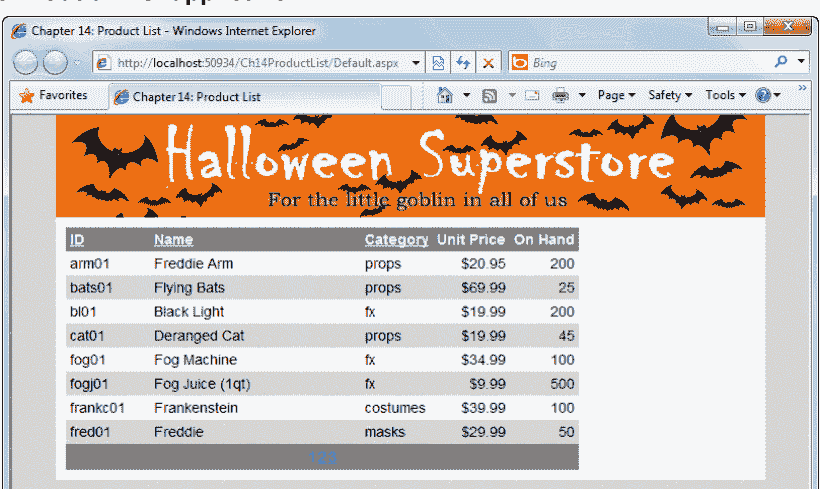 Chapter 14: Product List - Windows Internet Explorer
http://localhost:50934/Ch14ProductList/Default.aspx
Bing
Favorites
Chapter 14: Product List
Page
Safety
Tools
Halloween Superstore
For the little goblin in all of us
ID Name Category Unit Price On Hand
arm01 Freddie Arm props $20.95 200
bats01 Flying Bats props $69.99 25
bl01 Black Light fx $19.99 200
cat01 Deranged Cat props $19.99 45
fog01 Fog Machine fx $34.99 100
fogj01 Fog Juice (1qt) fx $9.99 500
frankc01 Frankenstein costumes $39.99 100
fred01 Freddie masks $29.99 50
1 2 3